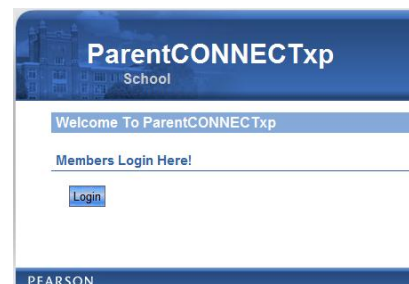 ParentCONNECTxp
School
Welcome To ParentCONNECTxp
Members Login Here!
Login
PEARSON